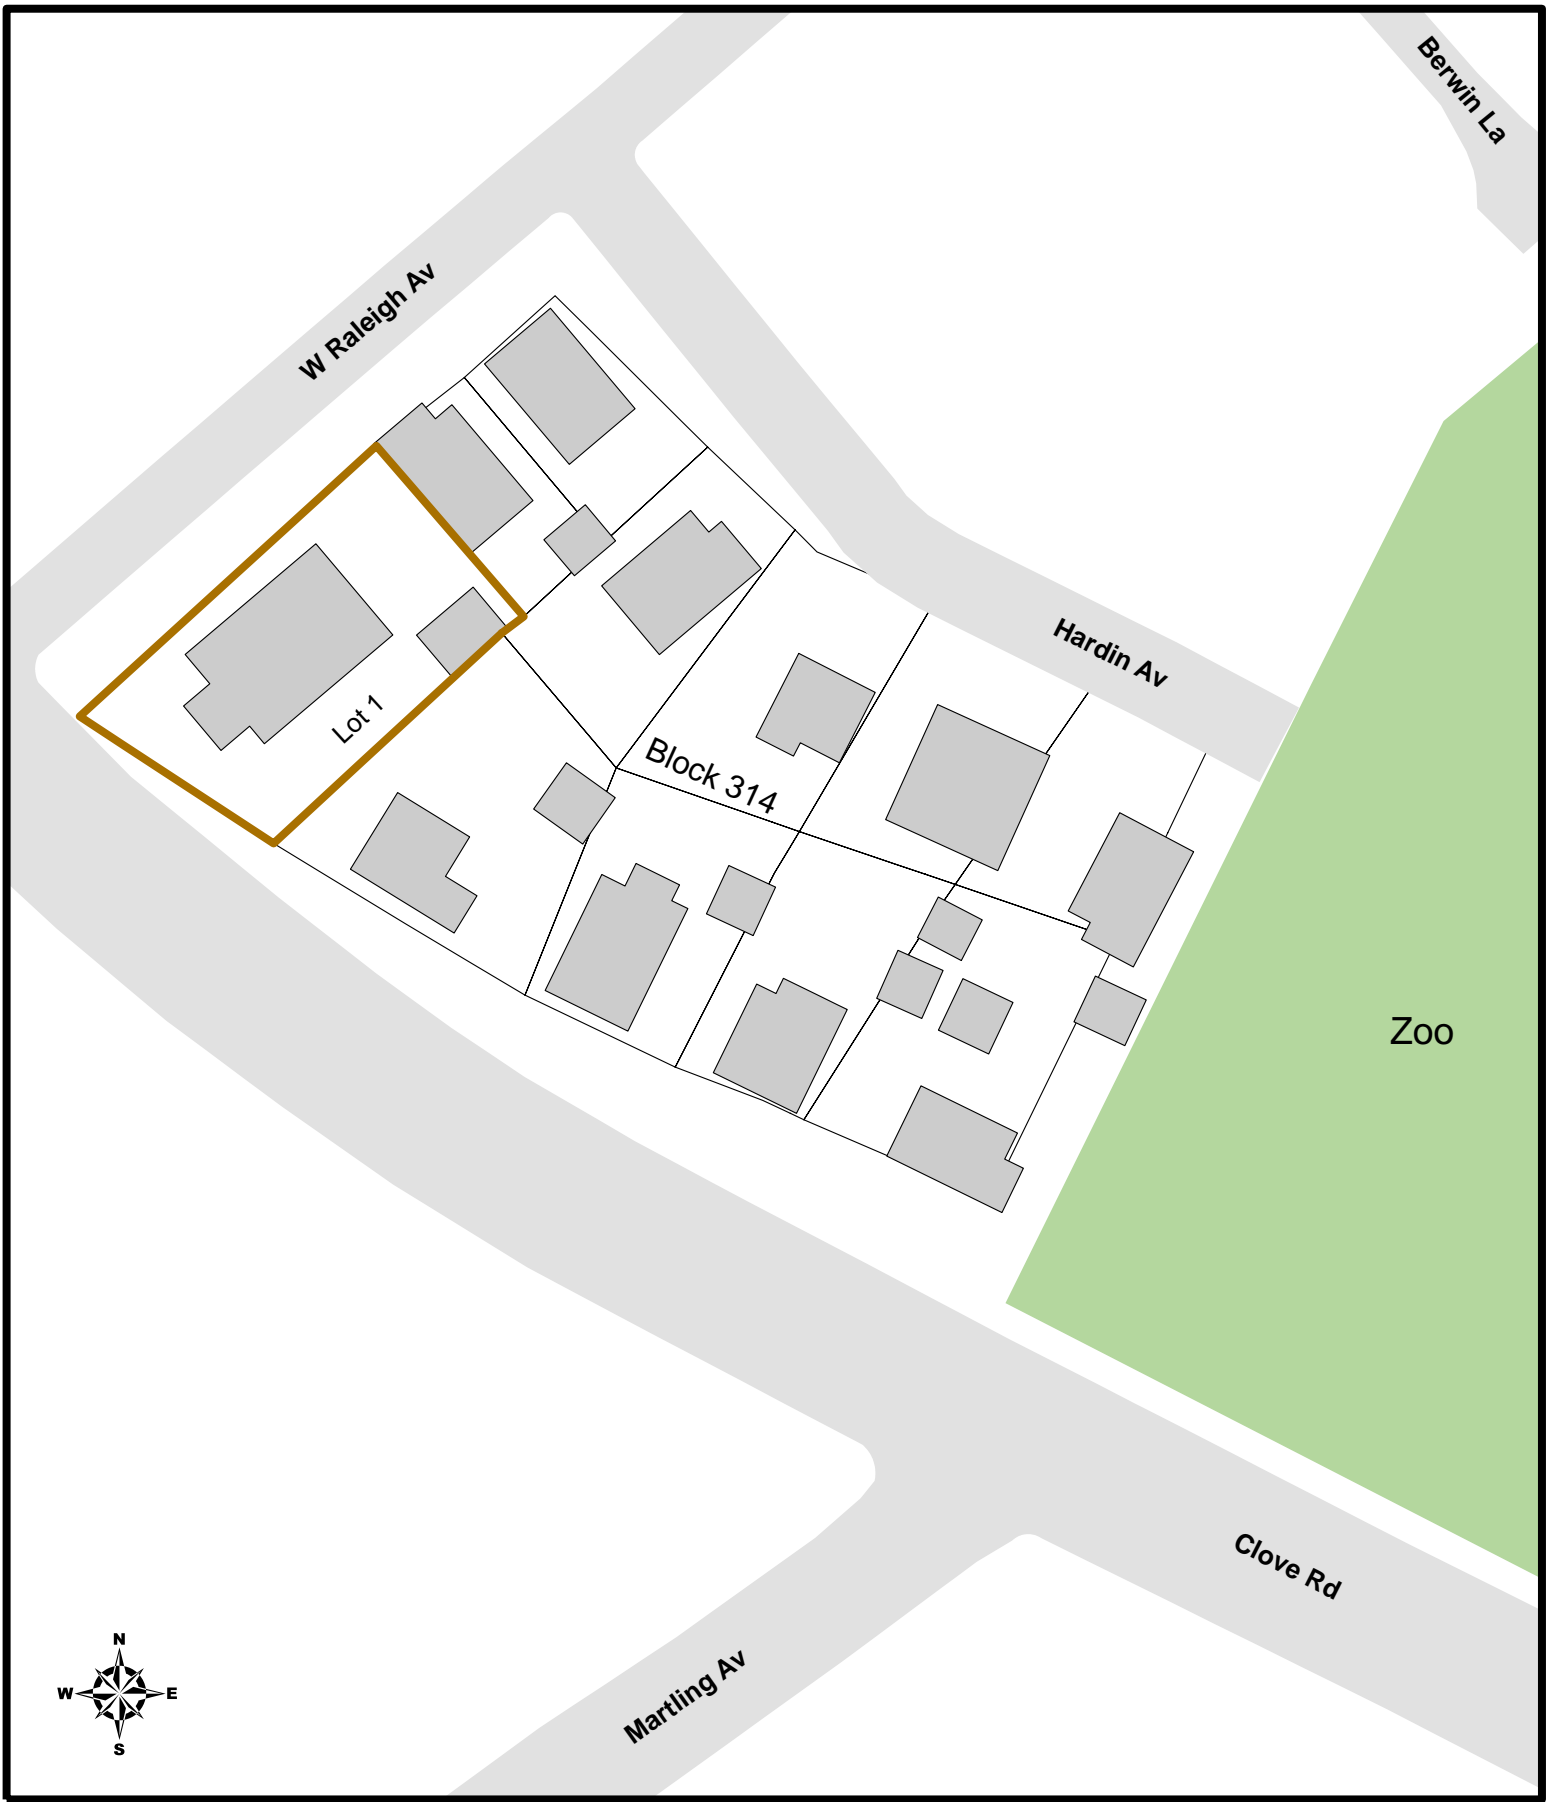 Berwin La
W Raleigh Av
Hardin Av
Lot 1
Block 314
Zoo
Clove Rd
Martling Av
N
W E
S